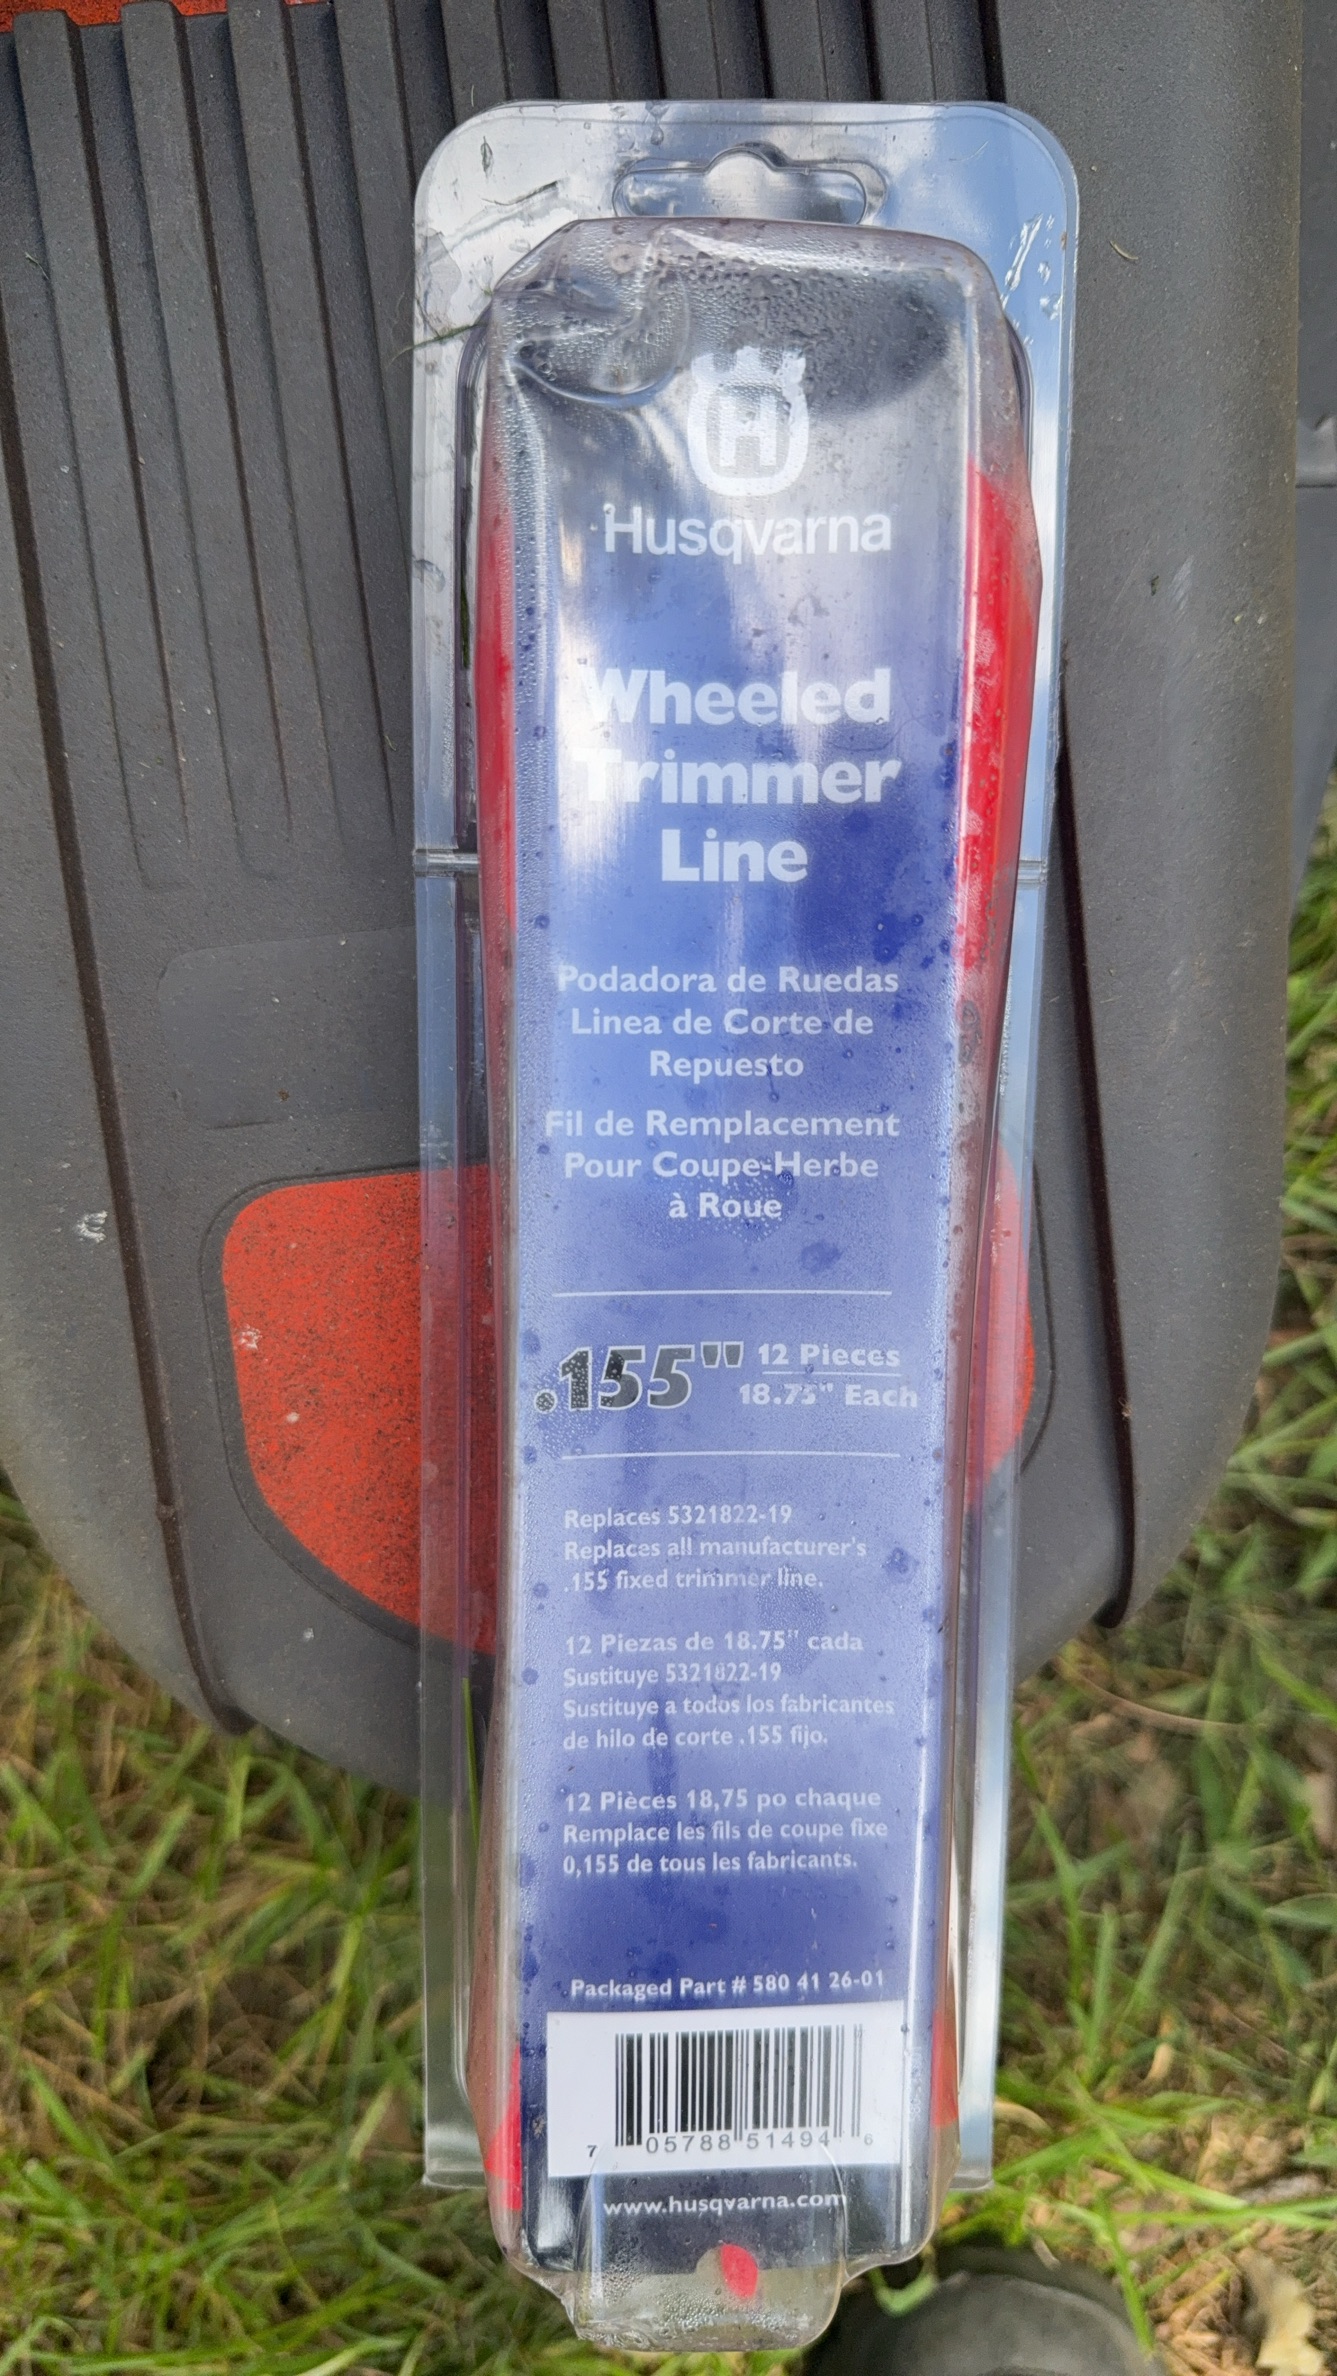 H
Husqvarna
Wheeled
Trimmer
Line
Podadora de Ruedas
Linea de Corte de
Repuesto
Fil de Remplacement
Pour Coupe-Herbe
à Roue
.155" 12 Pieces
18.75" Each
Replaces 5321822-19
Replaces all manufacturer's
.155 fixed trimmer line.
12 Piezas de 18.75" cada
Sustituye 5321822-19
Sustituye a todos los fabricantes
de hilo de corte .155 fijo.
12 Pièces 18,75 po chaque
Remplace les fils de coupe fixe
0,155 de tous les fabricants.
Packaged Part # 580 41 26-01
7 05788 51494 6
www.husqvarna.com